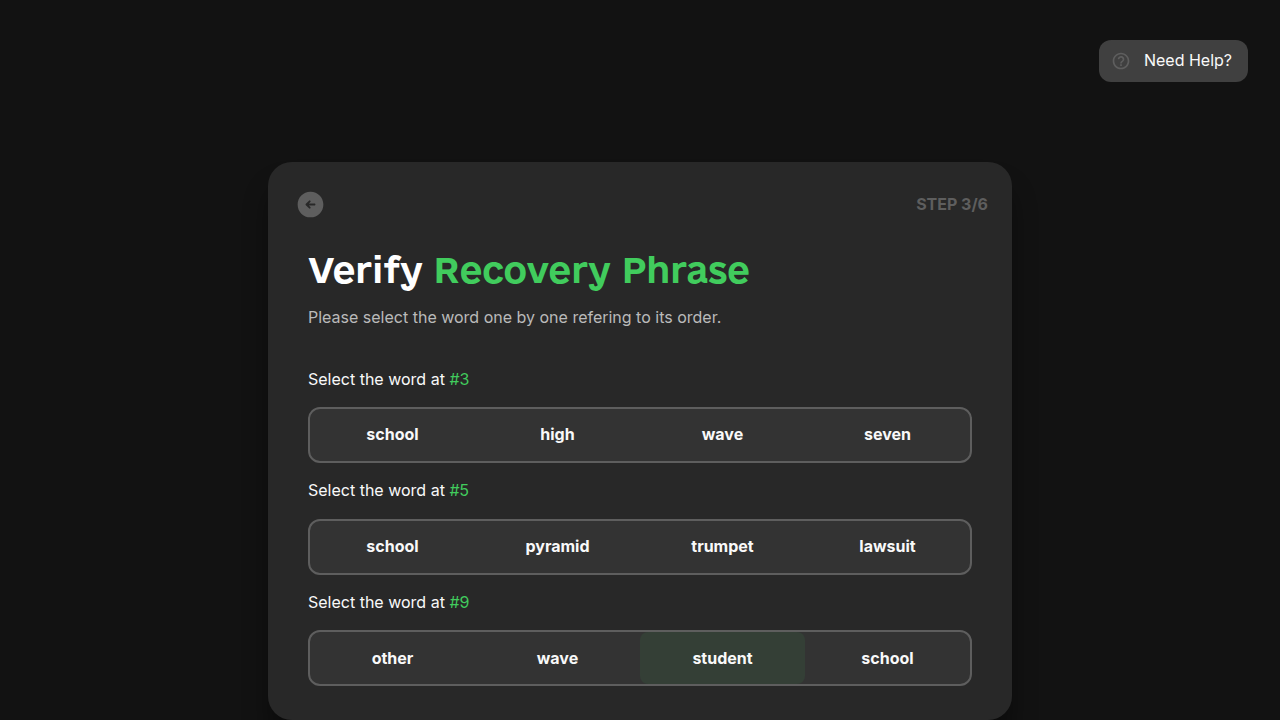 Need Help?
STEP 3/6
Verify Recovery Phrase
Please select the word one by one refering to its order.
Select the word at #3
school high wave seven
Select the word at #5
school pyramid trumpet lawsuit
Select the word at #9
other wave student school